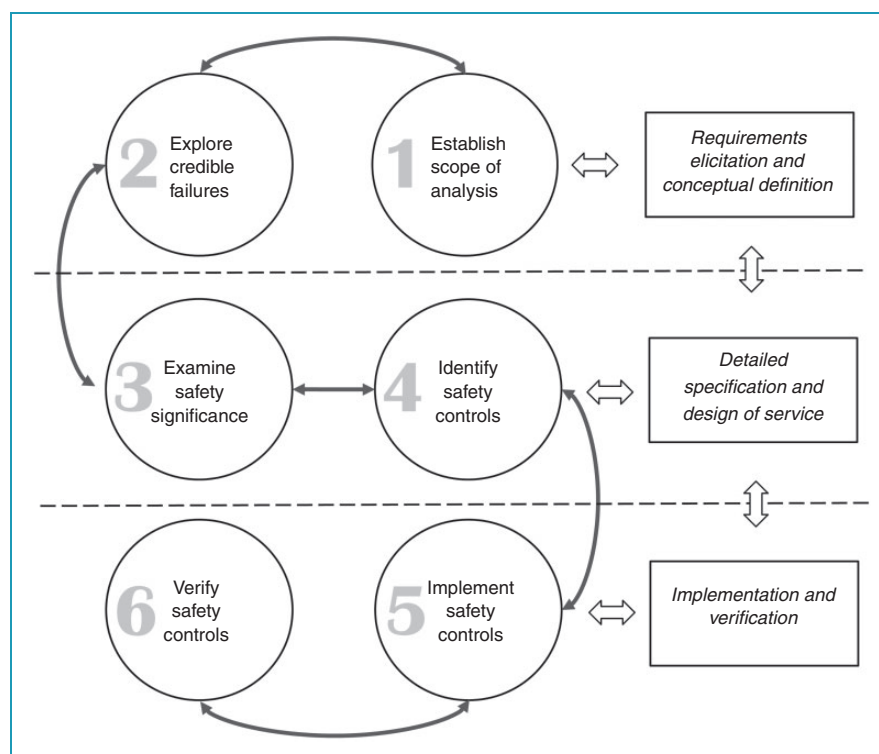 2
Explore
credible
failures
1
Establish
scope of
analysis
Requirements
elicitation and
conceptual definition
3
Examine
safety
significance
4
Identify
safety
controls
Detailed
specification and
design of service
6
Verify
safety
controls
5
Implement
safety
controls
Implementation and
verification